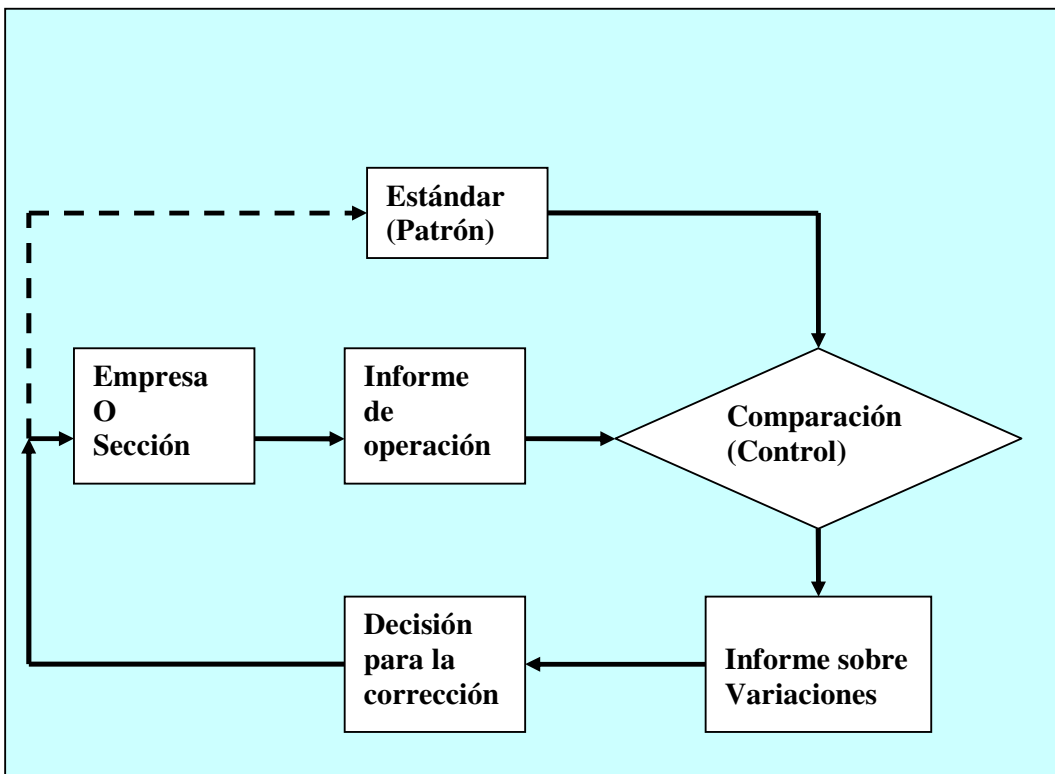 Estándar
(Patrón)
Empresa
O
Sección
Informe
de
operación
Comparación
(Control)
Decisión
para la
corrección
Informe sobre
Variaciones